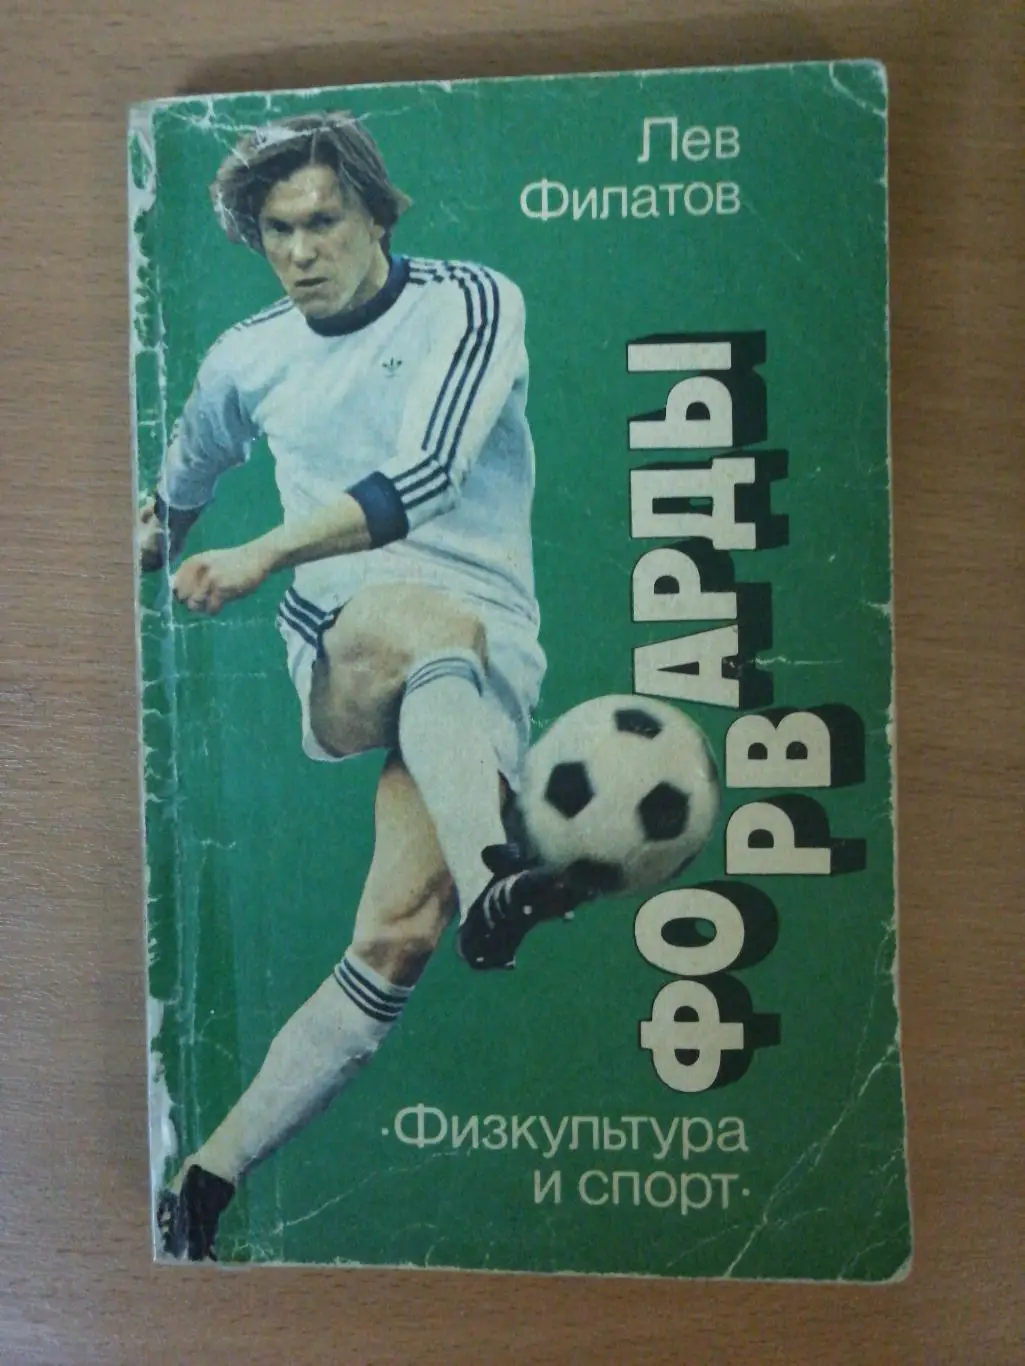 Лев
Филатов
ФОРВАРДЫ
·Физкультура
и спорт·